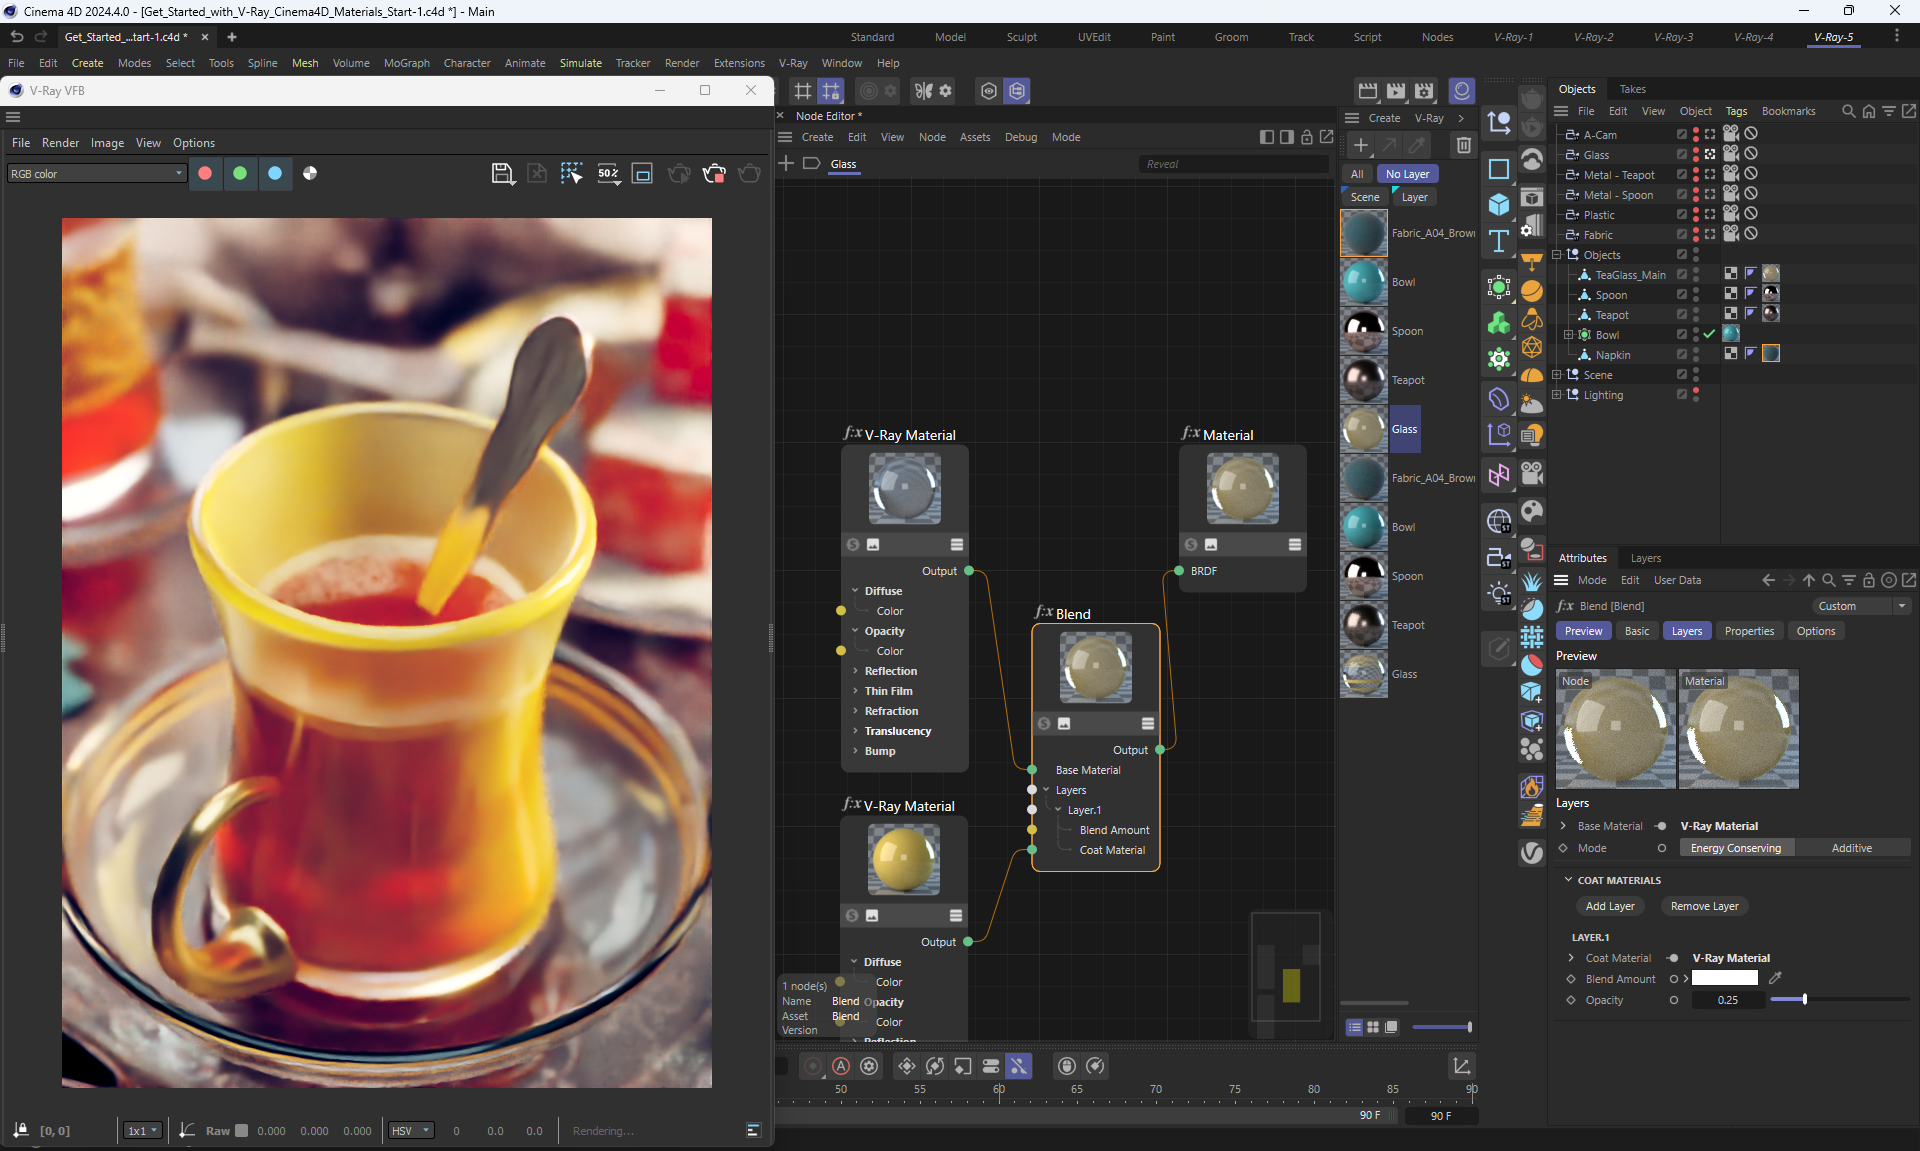 Cinema 4D 2024.4.0 - [Get_Started_with_V-Ray_Cinema4D_Materials_Start-1.c4d *] - Main
Get_Started_...tart-1.c4d *
Standard Model Sculpt UVEdit Paint Groom Track Script Nodes V-Ray-1 V-Ray-2 V-Ray-3 V-Ray-4 V-Ray-5
File Edit Create Modes Select Tools Spline Mesh Volume MoGraph Character Animate Simulate Tracker Render Extensions V-Ray Window Help
V-Ray VFB
File Render Image View Options
RGB color
50%
[0, 0]
1x1
Raw 0.000 0.000 0.000
HSV 0 0.0 0.0
Rendering...
Node Editor *
Create Edit View Node Assets Debug Mode
Glass
Reveal
f:x V-Ray Material
S
Output
Diffuse
Color
Opacity
Color
Reflection
Thin Film
Refraction
Translucency
Bump
f:x V-Ray Material
S
Output
Diffuse
Color
Opacity
Color
Reflection
f:x Blend
S
Output
Base Material
Layers
Layer.1
Blend Amount
Coat Material
f:x Material
S
BRDF
1 node(s)
Name Blend
Asset Blend
Version
A
50 55 60 65 70 75 80 85 90
90 F 90 F
Create V-Ray
All No Layer
Scene Layer
Fabric_A04_Brown
Bowl
Spoon
Teapot
Glass
Fabric_A04_Brown
Bowl
Spoon
Teapot
Glass
T
ST
ST
ST
Objects Takes
File Edit View Object Tags Bookmarks
A-Cam
Glass
Metal - Teapot
Metal - Spoon
Plastic
Fabric
Objects
TeaGlass_Main
Spoon
Teapot
Bowl
Napkin
Scene
Lighting
Attributes Layers
Mode Edit User Data
f:x Blend [Blend] Custom
Preview Basic Layers Properties Options
Preview
Node Material
Layers
Base Material V-Ray Material
Mode Energy Conserving Additive
COAT MATERIALS
Add Layer Remove Layer
LAYER.1
Coat Material V-Ray Material
Blend Amount
Opacity 0.25